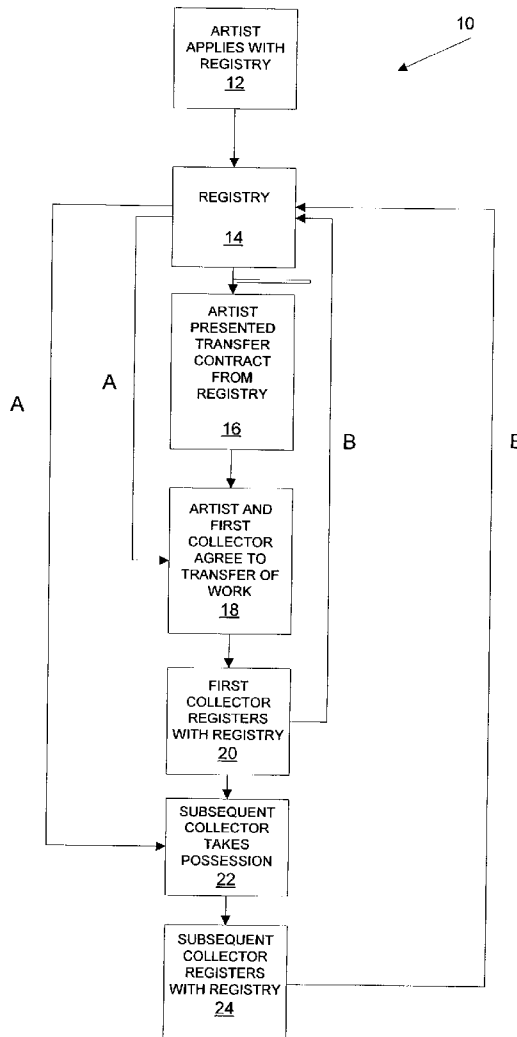 ARTIST
APPLIES WITH
REGISTRY
12
10
REGISTRY
14
ARTIST
PRESENTED
TRANSFER
CONTRACT
FROM
REGISTRY
16
A
A
B
ARTIST AND
FIRST
COLLECTOR
AGREE TO
TRANSFER OF
WORK
18
FIRST
COLLECTOR
REGISTERS
WITH REGISTRY
20
SUBSEQUENT
COLLECTOR
TAKES
POSSESSION
22
SUBSEQUENT
COLLECTOR
REGISTERS
WITH REGISTRY
24